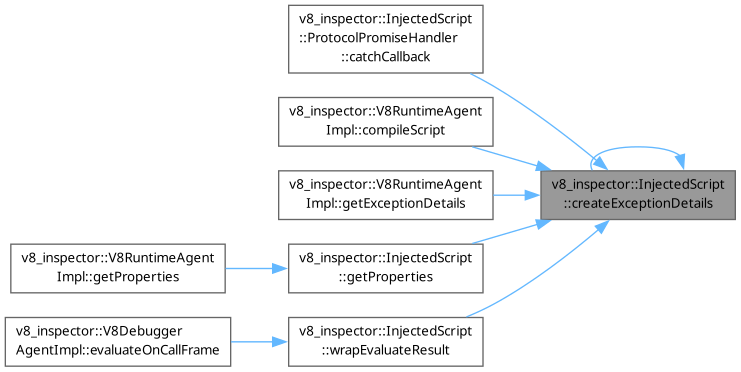 v8_inspector::InjectedScript
::ProtocolPromiseHandler
::catchCallback
v8_inspector::V8RuntimeAgent
Impl::compileScript
v8_inspector::V8RuntimeAgent
Impl::getExceptionDetails
v8_inspector::InjectedScript
::createExceptionDetails
v8_inspector::V8RuntimeAgent
Impl::getProperties
v8_inspector::InjectedScript
::getProperties
v8_inspector::V8Debugger
AgentImpl::evaluateOnCallFrame
v8_inspector::InjectedScript
::wrapEvaluateResult